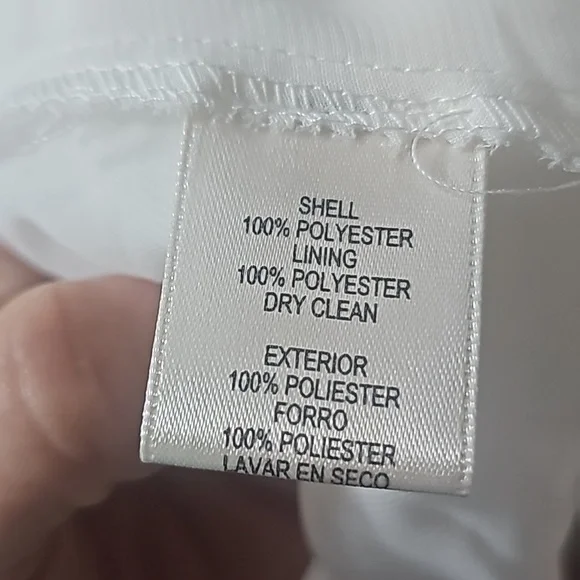 SHELL
100% POLYESTER
LINING
100% POLYESTER
DRY CLEAN
EXTERIOR
100% POLIESTER
FORRO
100% POLIESTER
LAVAR EN SECO